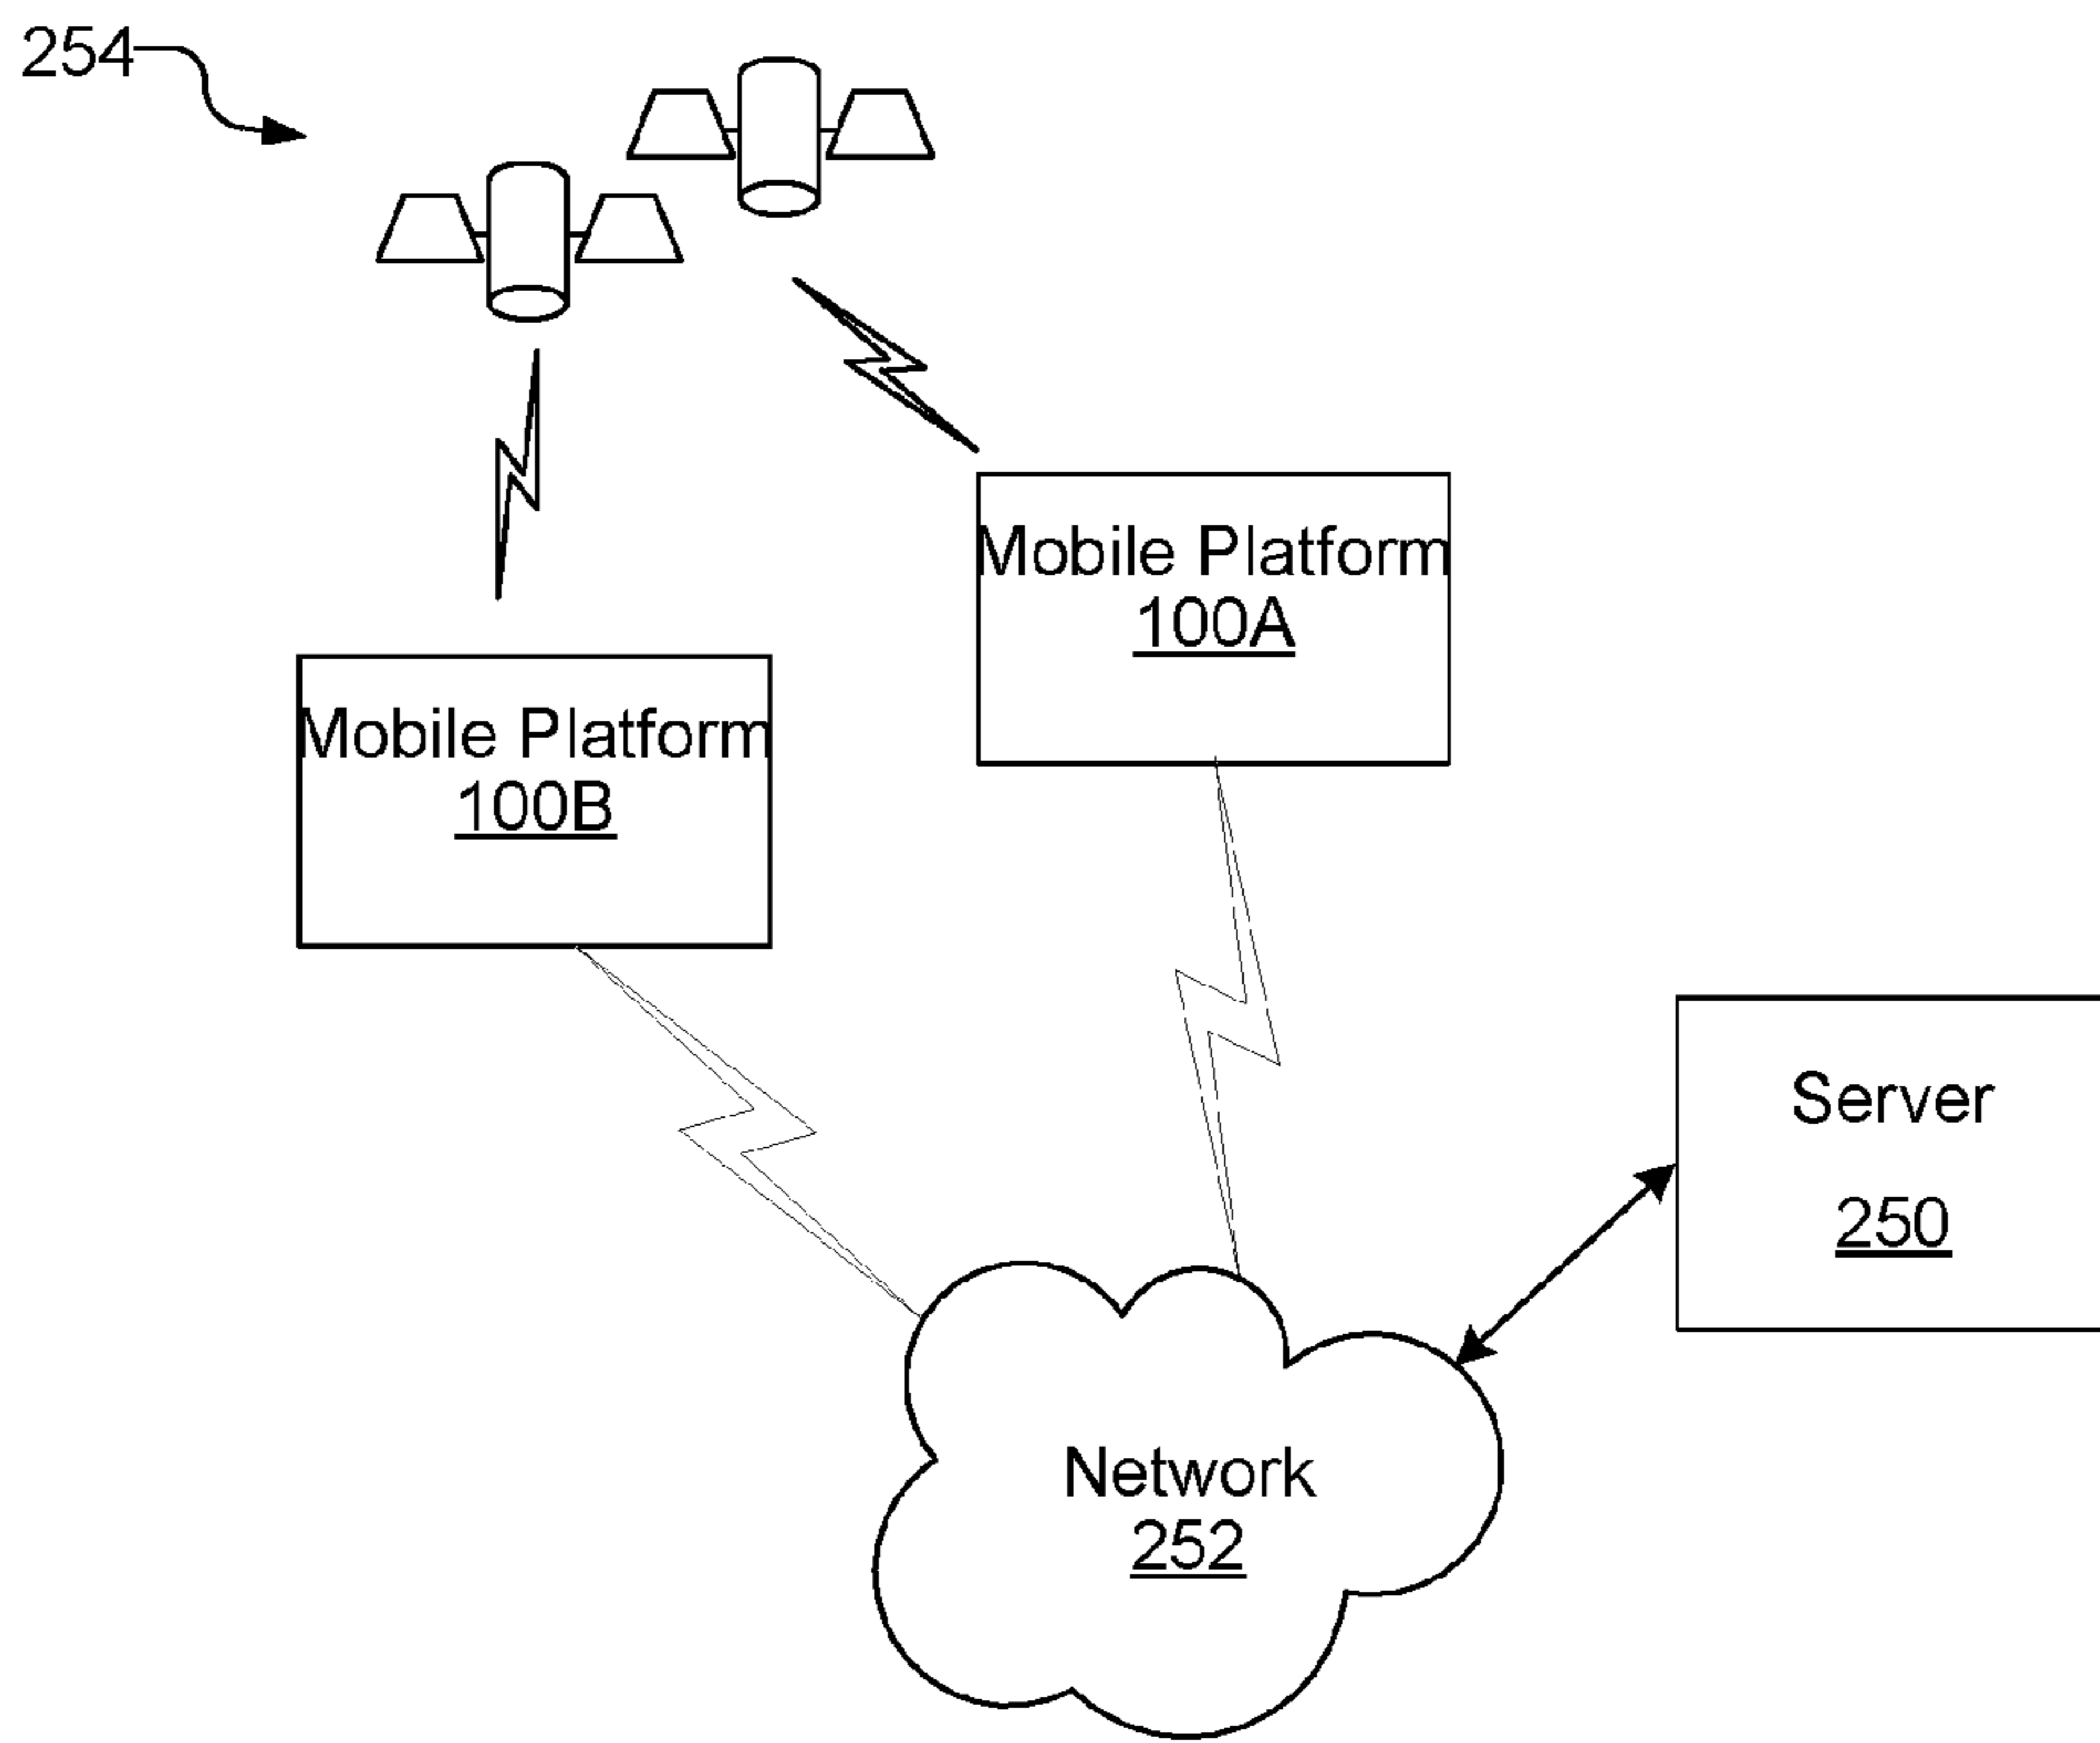 254
Mobile Platform
100A
Mobile Platform
100B
Server
250
Network
252